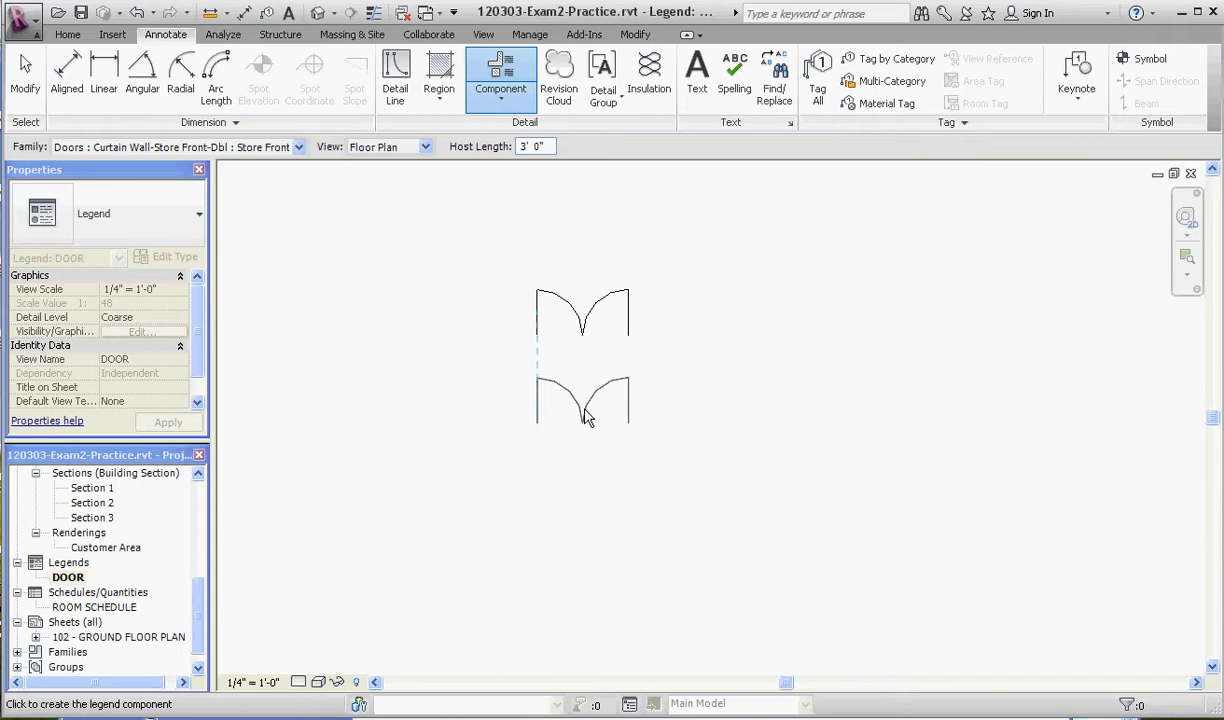 120303-Exam2-Practice.rvt - Legend: ...
Type a keyword or phrase
Sign In
Home Insert Annotate Analyze Structure Massing & Site Collaborate View Manage Add-Ins Modify
Modify
Aligned
Linear
Angular
Radial
Arc Length
Spot Elevation
Spot Coordinate
Spot Slope
Detail Line
Region
Component
Revision Cloud
Detail Group
Insulation
Text
Spelling
Find/ Replace
Tag All
Tag by Category
Multi-Category
Material Tag
View Reference
Area Tag
Room Tag
Keynote
Symbol
Span Direction
Beam
Select Dimension Detail Text Tag Symbol
Family: Doors : Curtain Wall-Store Front-Dbl : Store Front View: Floor Plan Host Length: 3' 0"
Properties
Legend
Legend: DOOR Edit Type
Graphics
View Scale 1/4" = 1'-0"
Scale Value 1: 48
Detail Level Coarse
Visibility/Graphi... Edit...
Identity Data
View Name DOOR
Dependency Independent
Title on Sheet
Default View Te... None
Properties help Apply
120303-Exam2-Practice.rvt - Proj...
Sections (Building Section)
Section 1
Section 2
Section 3
Renderings
Customer Area
Legends
DOOR
Schedules/Quantities
ROOM SCHEDULE
Sheets (all)
102 - GROUND FLOOR PLAN
Families
Groups
2D
1/4" = 1'-0"
Click to create the legend component
:0
Main Model
:0